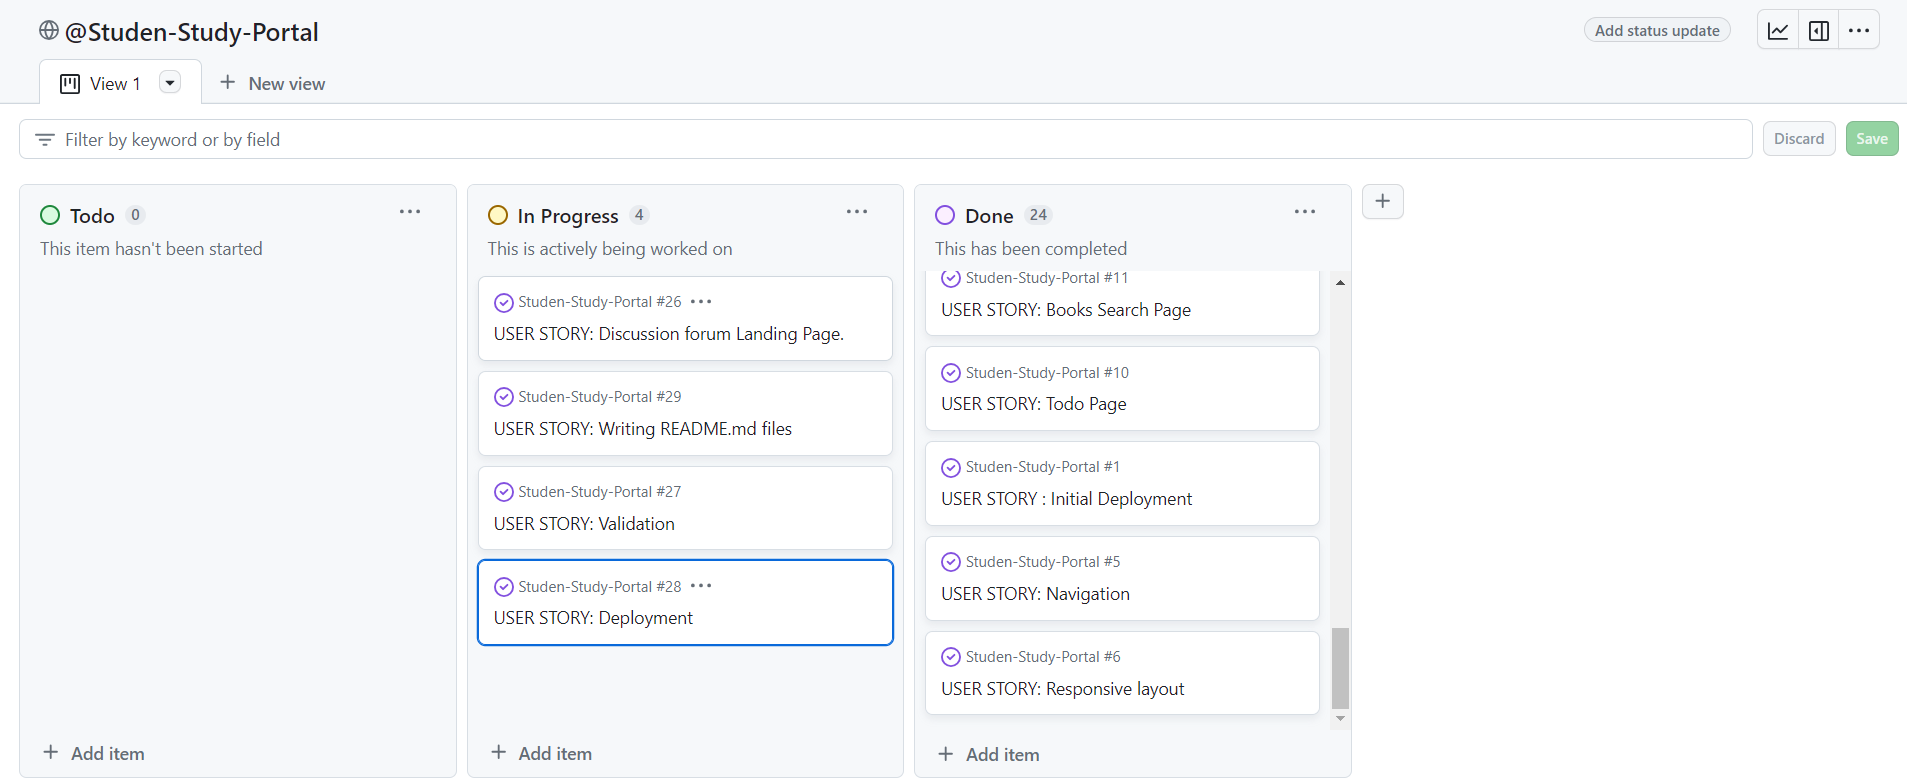 @Studen-Study-Portal
Add status update
View 1
New view
Filter by keyword or by field
Discard
Save
Todo 0
This item hasn't been started
Add item
In Progress 4
This is actively being worked on
Studen-Study-Portal #26
USER STORY: Discussion forum Landing Page.
Studen-Study-Portal #29
USER STORY: Writing README.md files
Studen-Study-Portal #27
USER STORY: Validation
Studen-Study-Portal #28
USER STORY: Deployment
Add item
Done 24
This has been completed
Studen-Study-Portal #11
USER STORY: Books Search Page
Studen-Study-Portal #10
USER STORY: Todo Page
Studen-Study-Portal #1
USER STORY : Initial Deployment
Studen-Study-Portal #5
USER STORY: Navigation
Studen-Study-Portal #6
USER STORY: Responsive layout
Add item